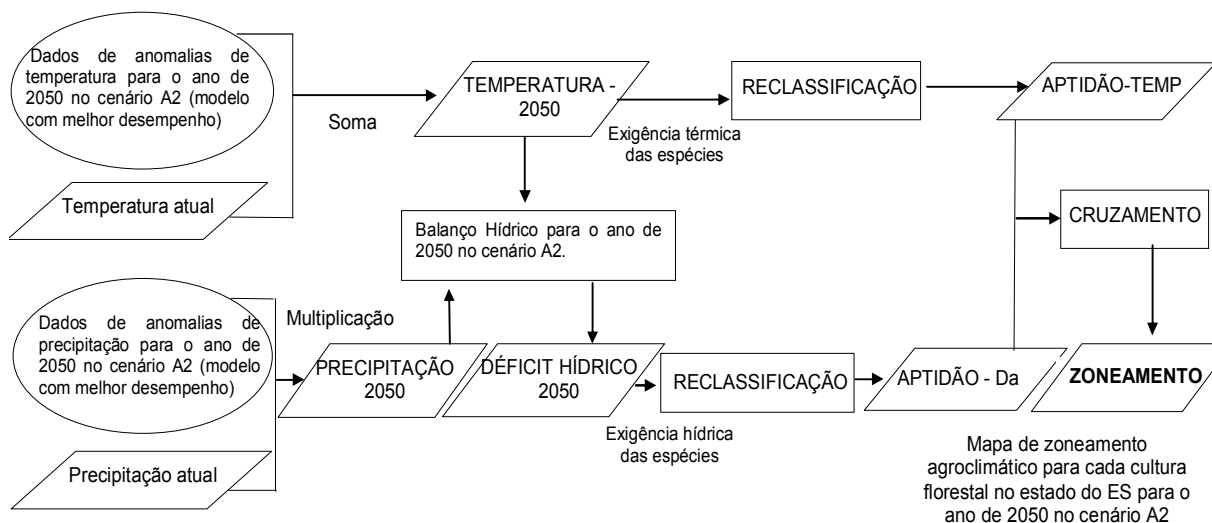 Dados de anomalias de
temperatura para o ano de
2050 no cenário A2 (modelo
com melhor desempenho)
Temperatura atual
Soma
TEMPERATURA -
2050
Exigência térmica
das espécies
RECLASSIFICAÇÃO
APTIDÃO-TEMP
Balanço Hídrico para o ano de
2050 no cenário A2.
CRUZAMENTO
Dados de anomalias de
precipitação para o ano de
2050 no cenário A2 (modelo
com melhor desempenho)
Precipitação atual
Multiplicação
PRECIPITAÇÃO
2050
DÉFICIT HÍDRICO
2050
Exigência hídrica
das espécies
RECLASSIFICAÇÃO
APTIDÃO - Da
ZONEAMENTO
Mapa de zoneamento
agroclimático para cada cultura
florestal no estado do ES para o
ano de 2050 no cenário A2